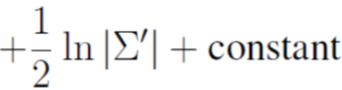 +1/2 ln |Σ′| + constant